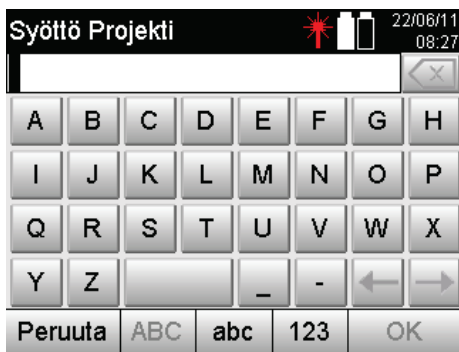 Syöttö Projekti 22/06/11
08:27
A B C D E F G H
I J K L M N O P
Q R S T U V W X
Y Z _ -
Peruuta ABC abc 123 OK